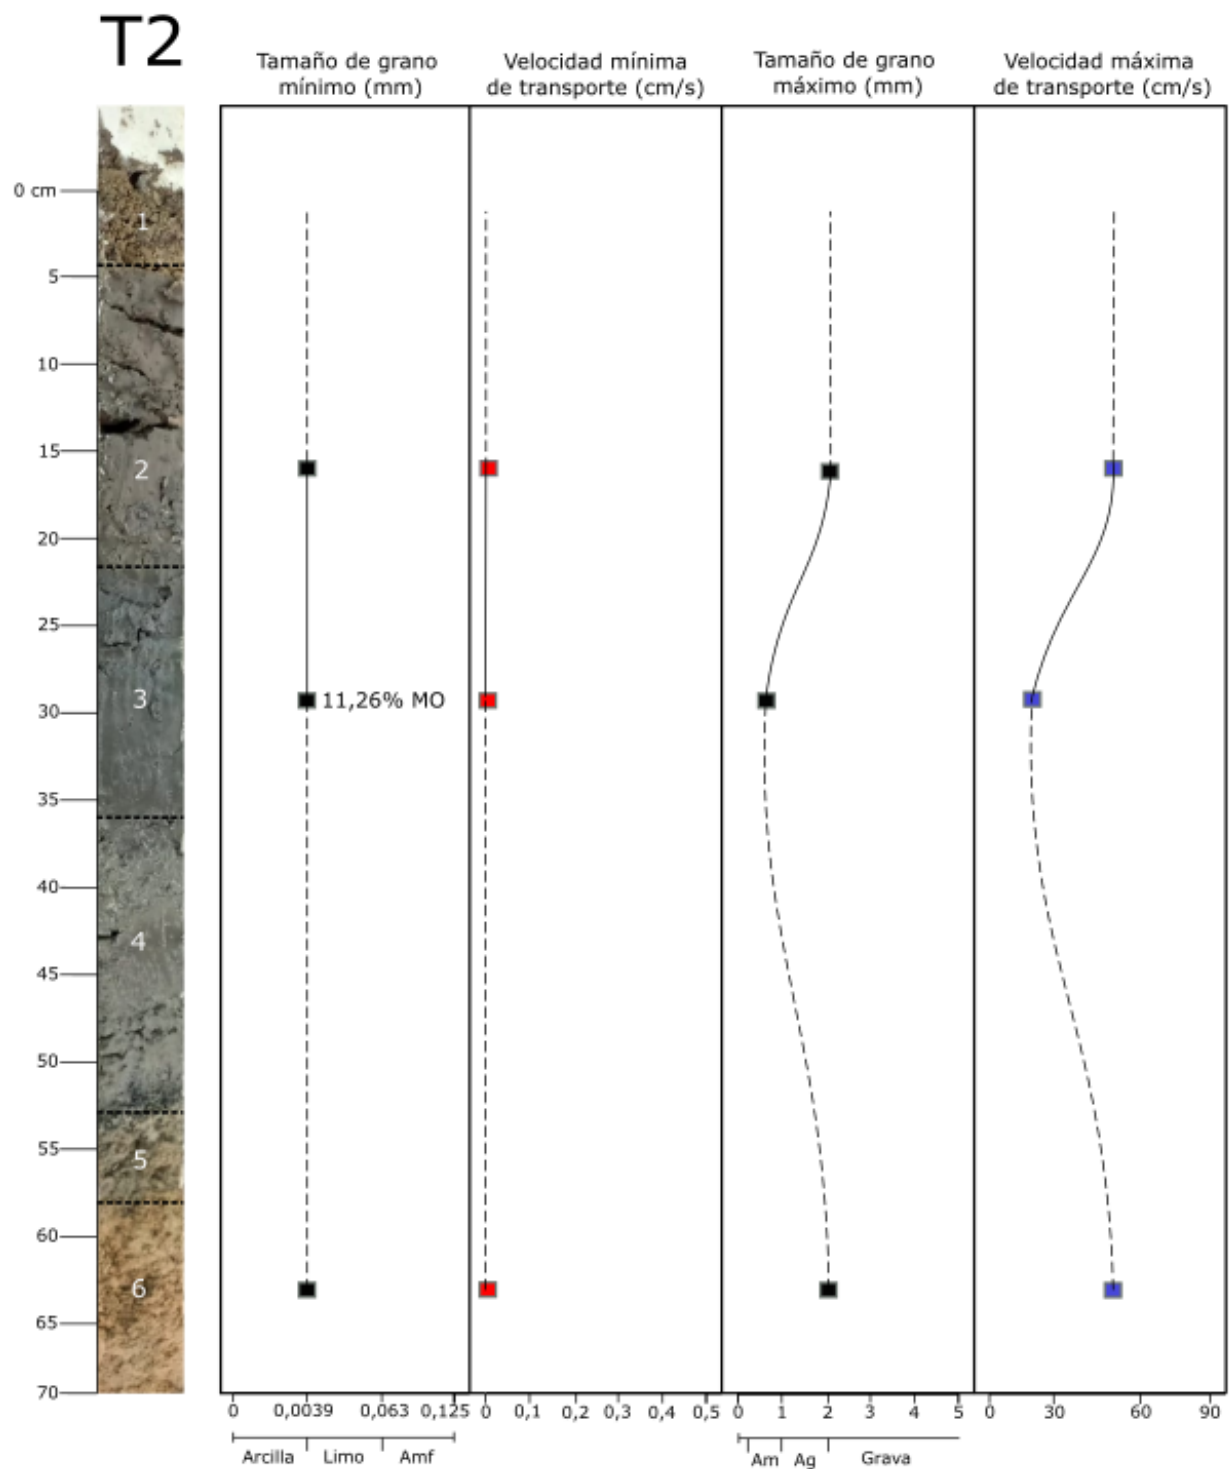 T2
Tamaño de grano
mínimo (mm)
Velocidad mínima
de transporte (cm/s)
Tamaño de grano
máximo (mm)
Velocidad máxima
de transporte (cm/s)
0 cm
1
5
10
15
2
20
25
3
11,26% MO
30
35
40
4
45
50
55
5
60
6
65
70
0 0,0039 0,063 0,125
0 0,1 0,2 0,3 0,4 0,5
0 1 2 3 4 5
0 30 60 90
Arcilla Limo Amf
Am Ag Grava